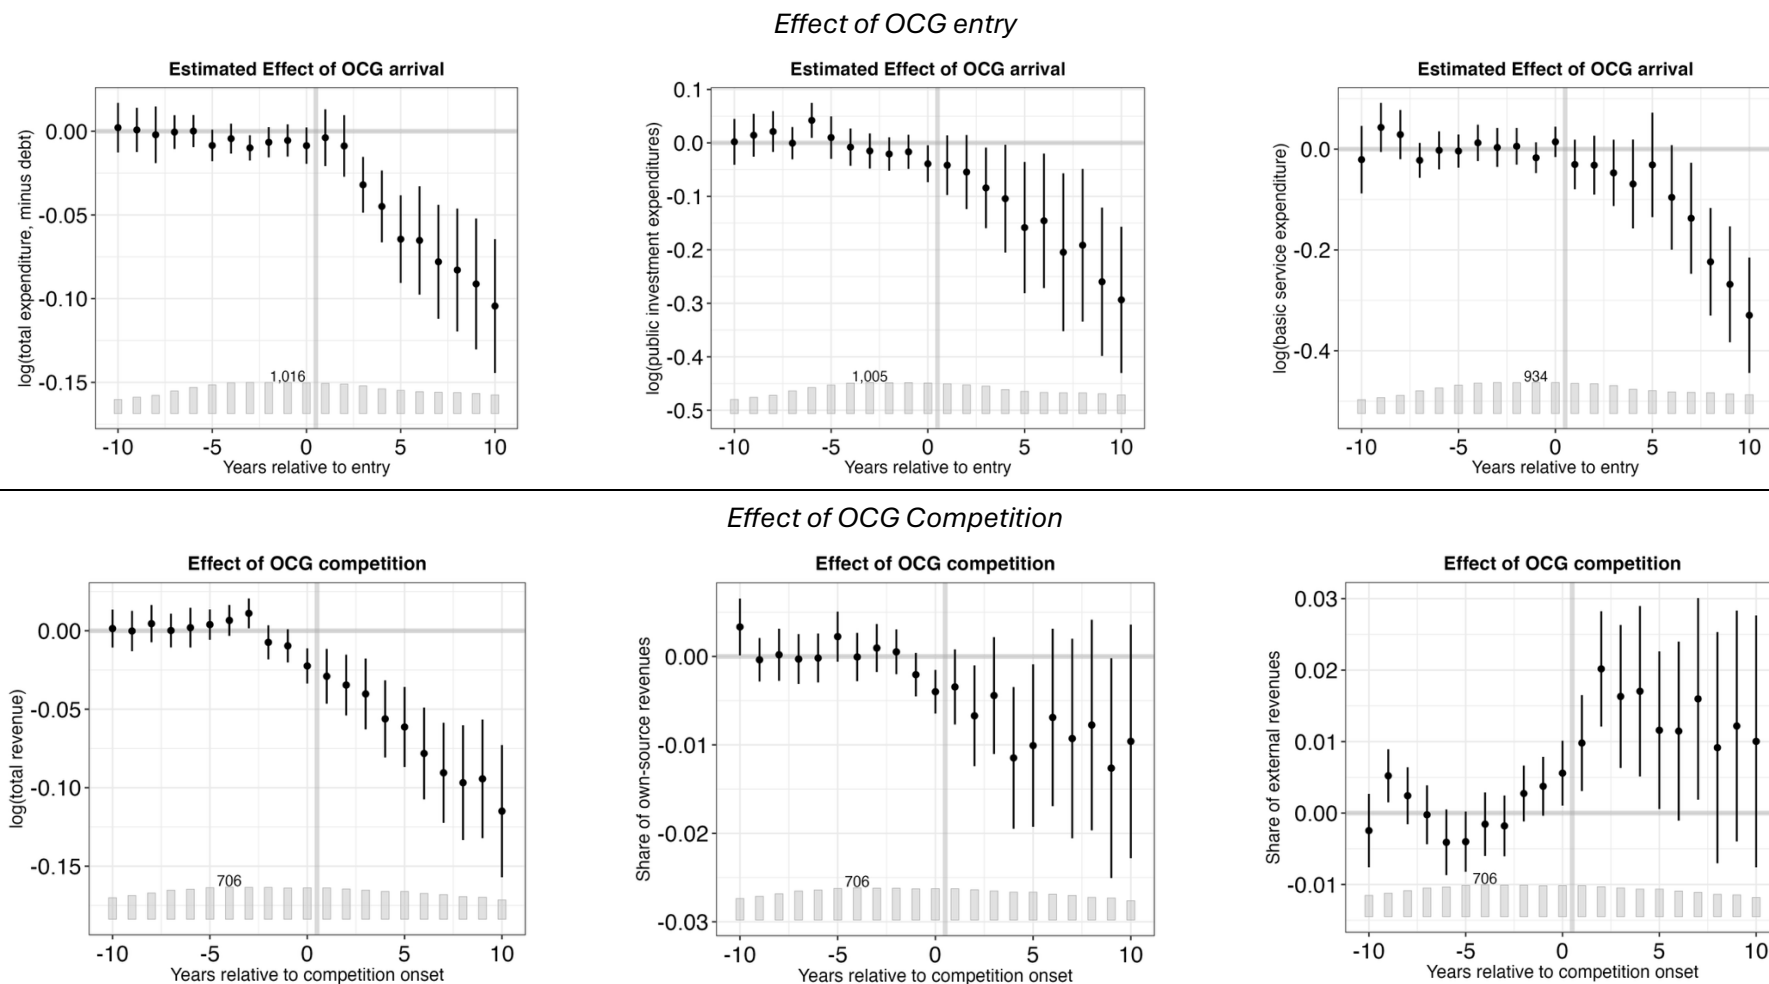 Effect of OCG entry
Estimated Effect of OCG arrival
log(total expenditure, minus debt)
0.00
-0.05
-0.10
-0.15
1,016
-10 -5 0 5 10
Years relative to entry
Estimated Effect of OCG arrival
log(public investment expenditures)
0.1
0.0
-0.1
-0.2
-0.3
-0.4
-0.5
1,005
-10 -5 0 5 10
Years relative to entry
Estimated Effect of OCG arrival
log(basic service expenditure)
0.0
-0.2
-0.4
934
-10 -5 0 5 10
Years relative to entry
Effect of OCG Competition
Effect of OCG competition
log(total revenue)
0.00
-0.05
-0.10
-0.15
706
-10 -5 0 5 10
Years relative to competition onset
Effect of OCG competition
Share of own-source revenues
0.00
-0.01
-0.02
-0.03
706
-10 -5 0 5 10
Years relative to competition onset
Effect of OCG competition
Share of external revenues
0.03
0.02
0.01
0.00
-0.01
706
-10 -5 0 5 10
Years relative to competition onset